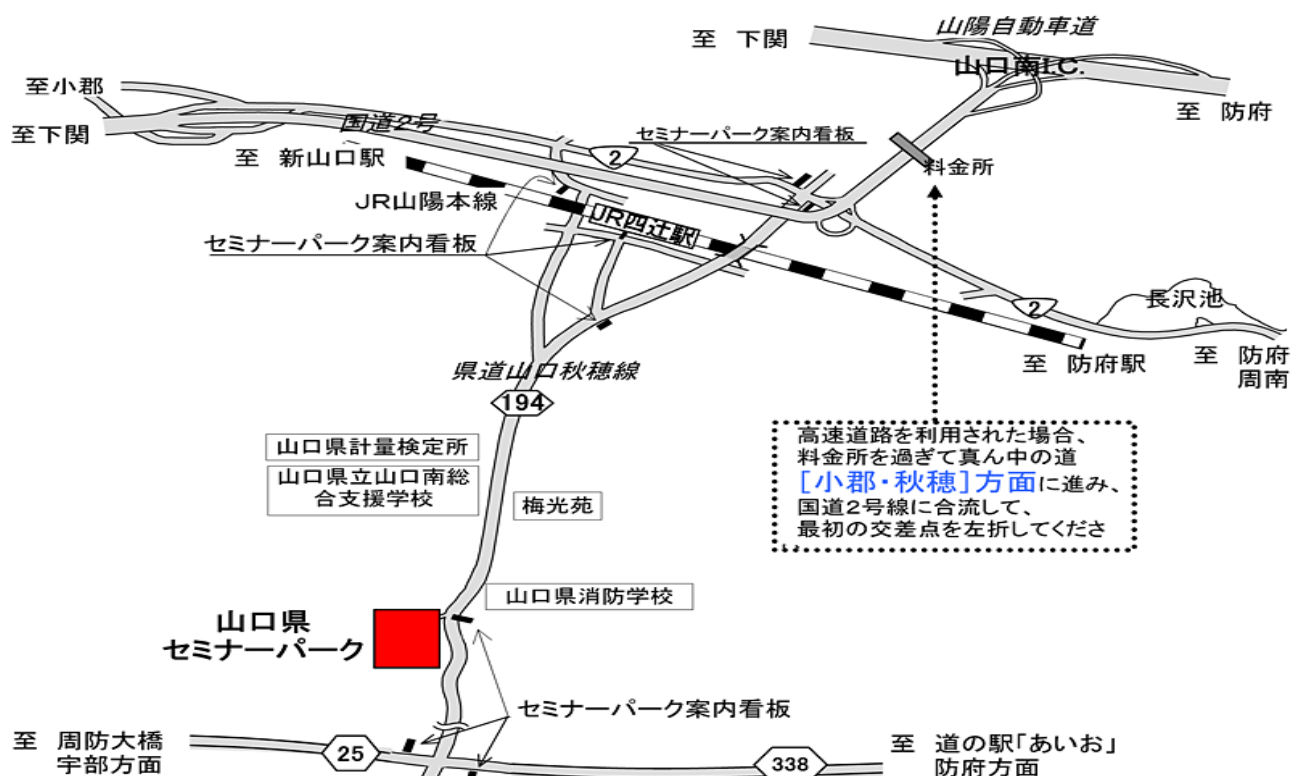 山陽自動車道
至 下関
山口南I.C.
至 防府
至小郡
至下関
国道2号
セミナーパーク案内看板
2
至 新山口駅
料金所
JR山陽本線
JR四辻駅
セミナーパーク案内看板
長沢池
2
至 防府駅
至 防府
周南
県道山口秋穂線
194
高速道路を利用された場合、
料金所を過ぎて真ん中の道
[小郡・秋穂]方面に進み、
国道2号線に合流して、
最初の交差点を左折してくださ
山口県計量検定所
山口県立山口南総
合支援学校
梅光苑
山口県消防学校
山口県
セミナーパーク
セミナーパーク案内看板
至 周防大橋
宇部方面
25
338
至 道の駅「あいお」
防府方面